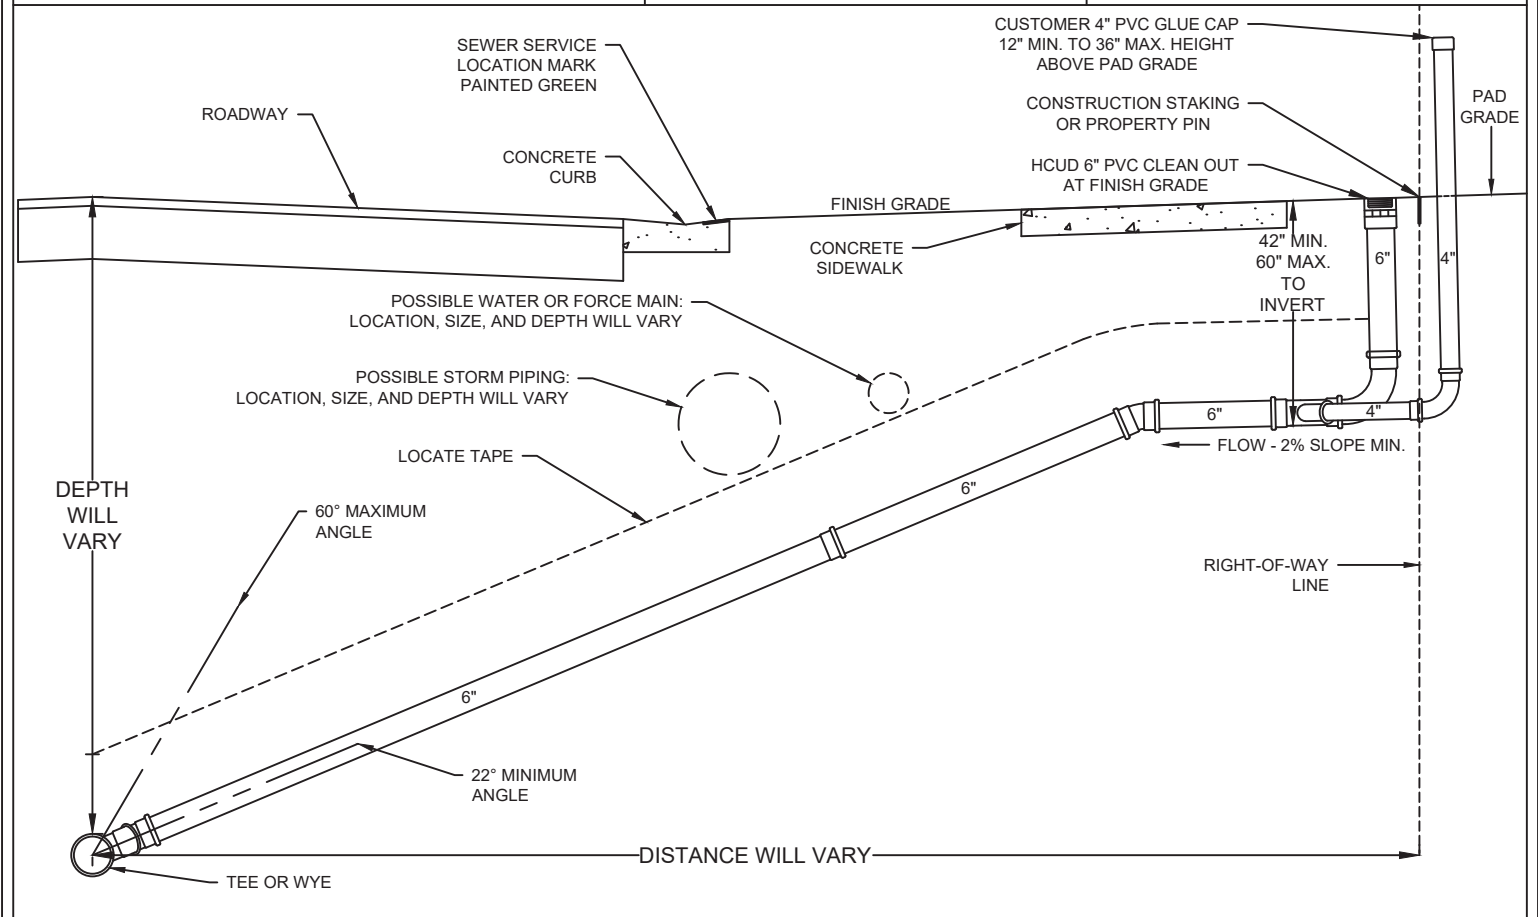 CUSTOMER 4" PVC GLUE CAP
12" MIN. TO 36" MAX. HEIGHT
ABOVE PAD GRADE
SEWER SERVICE
LOCATION MARK
PAINTED GREEN
ROADWAY
CONSTRUCTION STAKING
OR PROPERTY PIN
PAD
GRADE
CONCRETE
CURB
HCUD 6" PVC CLEAN OUT
AT FINISH GRADE
FINISH GRADE
CONCRETE
SIDEWALK
42" MIN.
60" MAX.
TO
INVERT
6"
4"
POSSIBLE WATER OR FORCE MAIN:
LOCATION, SIZE, AND DEPTH WILL VARY
POSSIBLE STORM PIPING:
LOCATION, SIZE, AND DEPTH WILL VARY
6"
4"
FLOW - 2% SLOPE MIN.
LOCATE TAPE
6"
DEPTH
WILL
VARY
60° MAXIMUM
ANGLE
RIGHT-OF-WAY
LINE
6"
22° MINIMUM
ANGLE
DISTANCE WILL VARY
TEE OR WYE